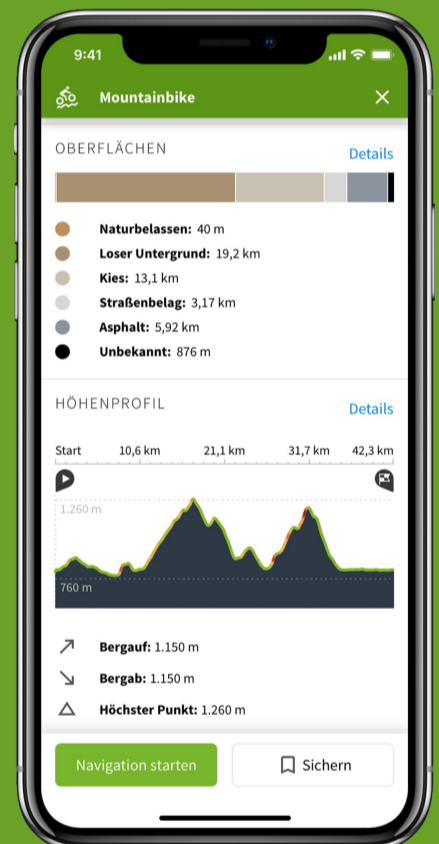 9:41
Mountainbike
OBERFLÄCHEN
Details
Naturbelassen: 40 m
Loser Untergrund: 19,2 km
Kies: 13,1 km
Straßenbelag: 3,17 km
Asphalt: 5,92 km
Unbekannt: 876 m
HÖHENPROFIL
Details
Start 10,6 km 21,1 km 31,7 km 42,3 km
1.260 m
760 m
Bergauf: 1.150 m
Bergab: 1.150 m
Höchster Punkt: 1.260 m
Navigation starten
Sichern